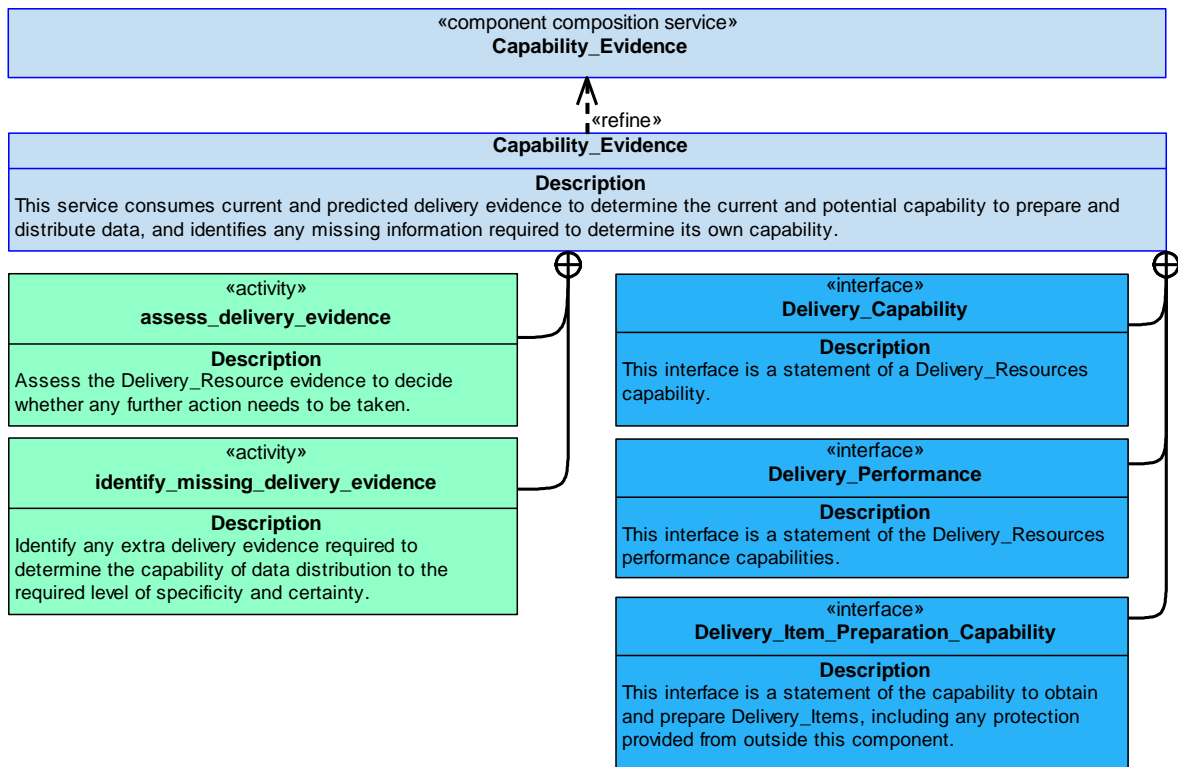 «component composition service»
Capability_Evidence
«refine»
Capability_Evidence
Description
This service consumes current and predicted delivery evidence to determine the current and potential capability to prepare and
distribute data, and identifies any missing information required to determine its own capability.
«activity»
assess_delivery_evidence
Description
Assess the Delivery_Resource evidence to decide
whether any further action needs to be taken.
«activity»
identify_missing_delivery_evidence
Description
Identify any extra delivery evidence required to
determine the capability of data distribution to the
required level of specificity and certainty.
«interface»
Delivery_Capability
Description
This interface is a statement of a Delivery_Resources
capability.
«interface»
Delivery_Performance
Description
This interface is a statement of the Delivery_Resources
performance capabilities.
«interface»
Delivery_Item_Preparation_Capability
Description
This interface is a statement of the capability to obtain
and prepare Delivery_Items, including any protection
provided from outside this component.